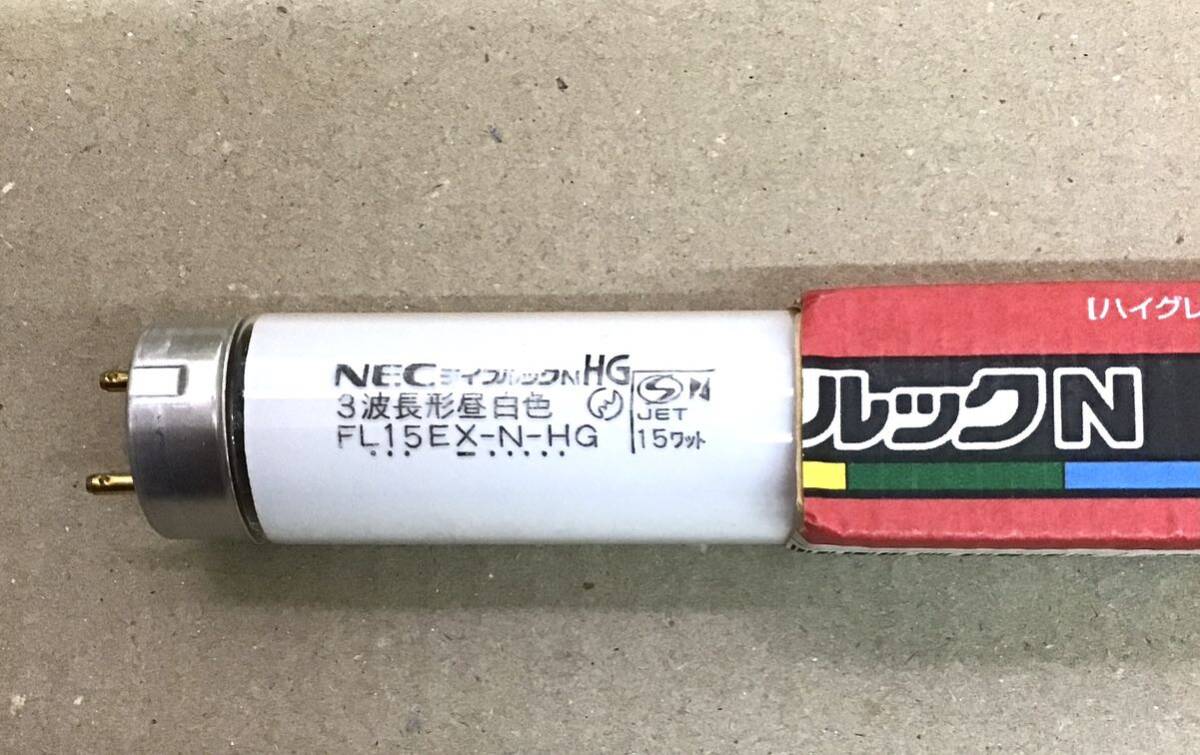 NEC ライフルックN HG
3波長形昼白色
FL15EX-N-HG
JET
15ワット
【ハイグレ
ルックN